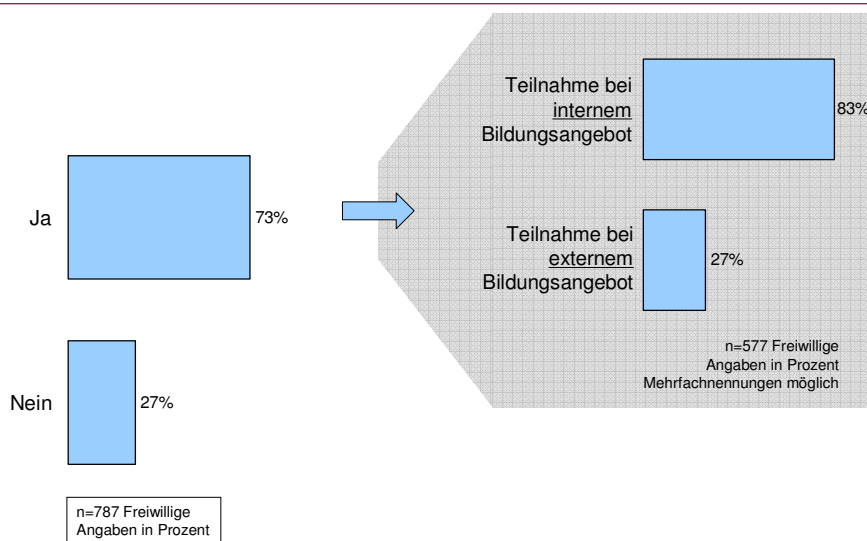 Ja
73%
Nein
27%
n=787 Freiwillige
Angaben in Prozent
Teilnahme bei
internem
Bildungsangebot
83%
Teilnahme bei
externem
Bildungsangebot
27%
n=577 Freiwillige
Angaben in Prozent
Mehrfachnennungen möglich